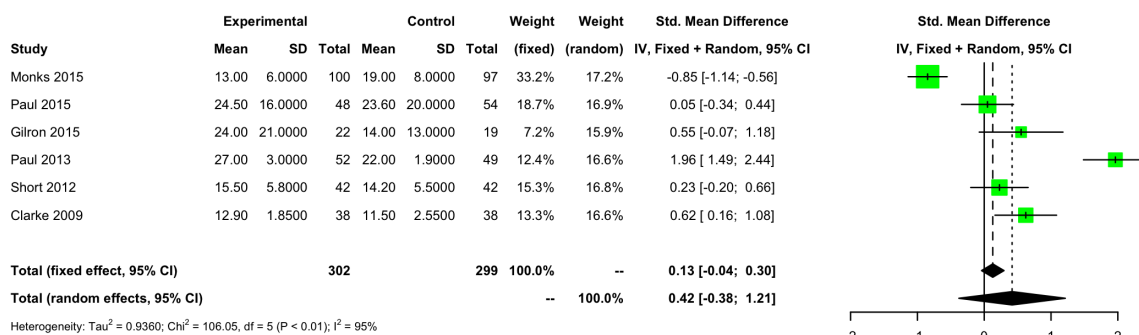 Experimental Control Weight Weight Std. Mean Difference Std. Mean Difference
Study Mean SD Total Mean SD Total (fixed) (random) IV, Fixed + Random, 95% CI IV, Fixed + Random, 95% CI
Monks 2015 13.00 6.0000 100 19.00 8.0000 97 33.2% 17.2% -0.85 [-1.14; -0.56]
Paul 2015 24.50 16.0000 48 23.60 20.0000 54 18.7% 16.9% 0.05 [-0.34; 0.44]
Gilron 2015 24.00 21.0000 22 14.00 13.0000 19 7.2% 15.9% 0.55 [-0.07; 1.18]
Paul 2013 27.00 3.0000 52 22.00 1.9000 49 12.4% 16.6% 1.96 [ 1.49; 2.44]
Short 2012 15.50 5.8000 42 14.20 5.5000 42 15.3% 16.8% 0.23 [-0.20; 0.66]
Clarke 2009 12.90 1.8500 38 11.50 2.5500 38 13.3% 16.6% 0.62 [ 0.16; 1.08]
Total (fixed effect, 95% CI) 302 299 100.0% -- 0.13 [-0.04; 0.30]
Total (random effects, 95% CI) -- 100.0% 0.42 [-0.38; 1.21]
Heterogeneity: Tau² = 0.9360; Chi² = 106.05, df = 5 (P < 0.01); I² = 95%